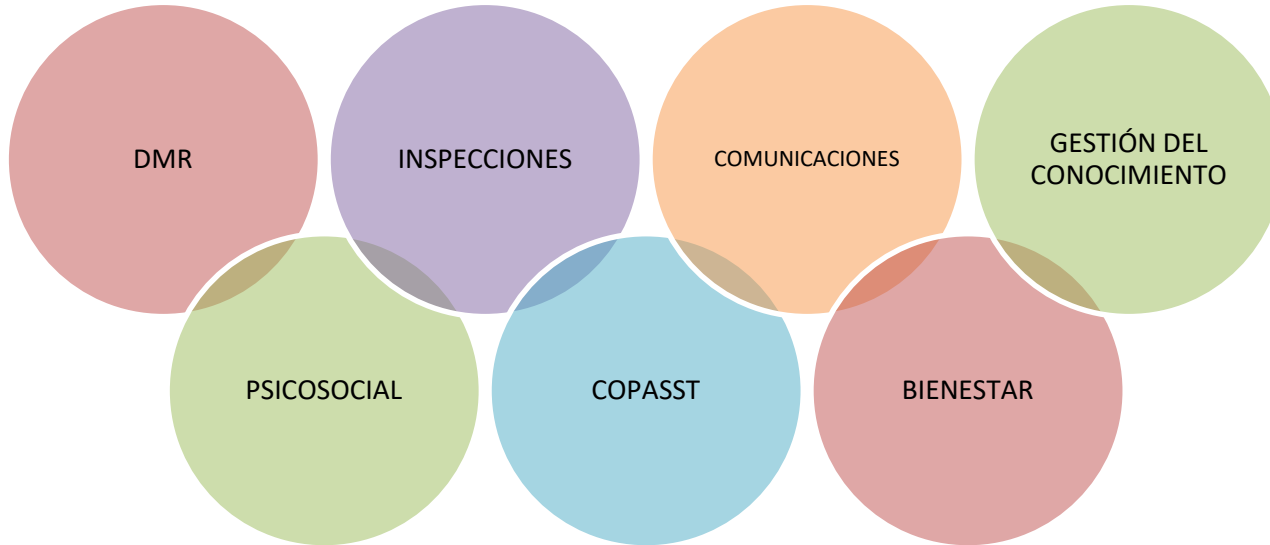 DMR
INSPECCIONES
COMUNICACIONES
GESTIÓN DEL
CONOCIMIENTO
PSICOSOCIAL
COPASST
BIENESTAR